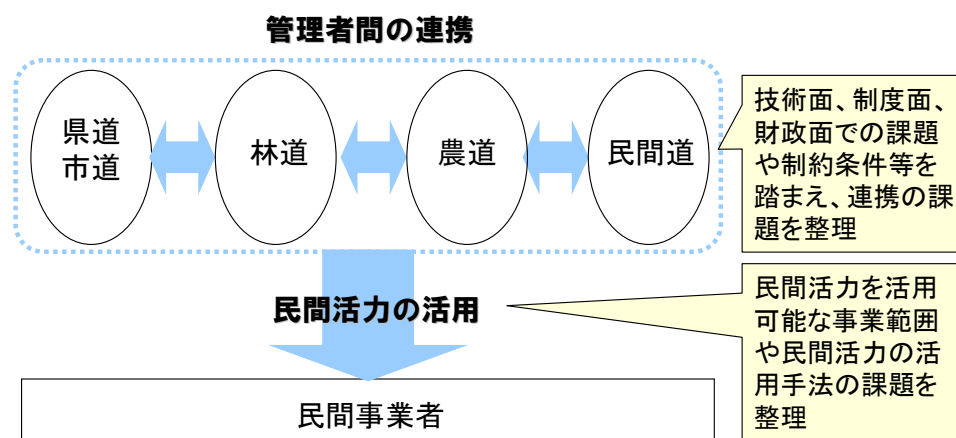 管理者間の連携
県道
市道
林道
農道
民間道
技術面、制度面、
財政面での課題
や制約条件等を
踏まえ、連携の課
題を整理
民間活力の活用
民間活力を活用
可能な事業範囲
や民間活力の活
用手法の課題を
整理
民間事業者